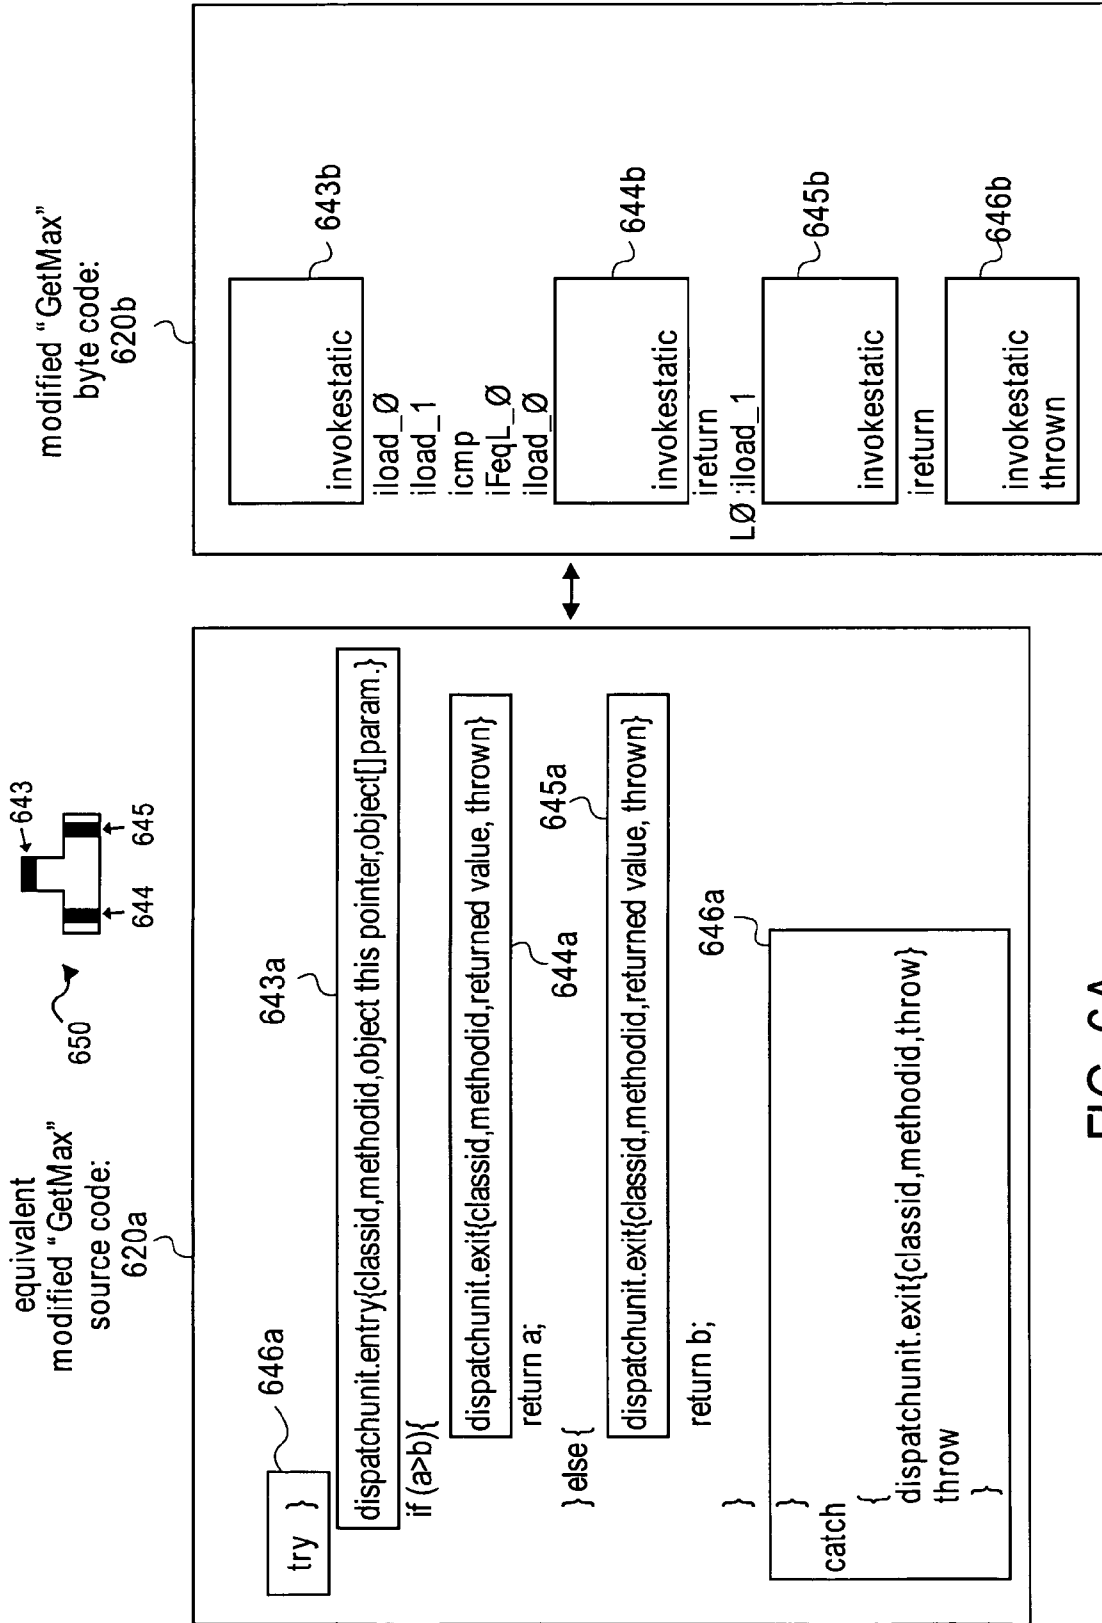 equivalent
modified "GetMax"
source code:
620a
650
643
644
645
646a
try }
643a
dispatchunit.entry{classid,methodid,object this pointer,object[]param.}
if (a>b){
dispatchunit.exit{classid,methodid,returned value, thrown}
644a
return a;
} else {
645a
dispatchunit.exit{classid,methodid,returned value, thrown}
return b;
}
646a
}
catch
{
dispatchunit.exit{classid,methodid,throw}
throw
}
modified "GetMax"
byte code:
620b
643b
invokestatic
iload_Ø
iload_1
icmp
iFeqL_Ø
iload_Ø
644b
invokestatic
ireturn
LØ :iload_1
645b
invokestatic
ireturn
646b
invokestatic
thrown
FIG. 6A